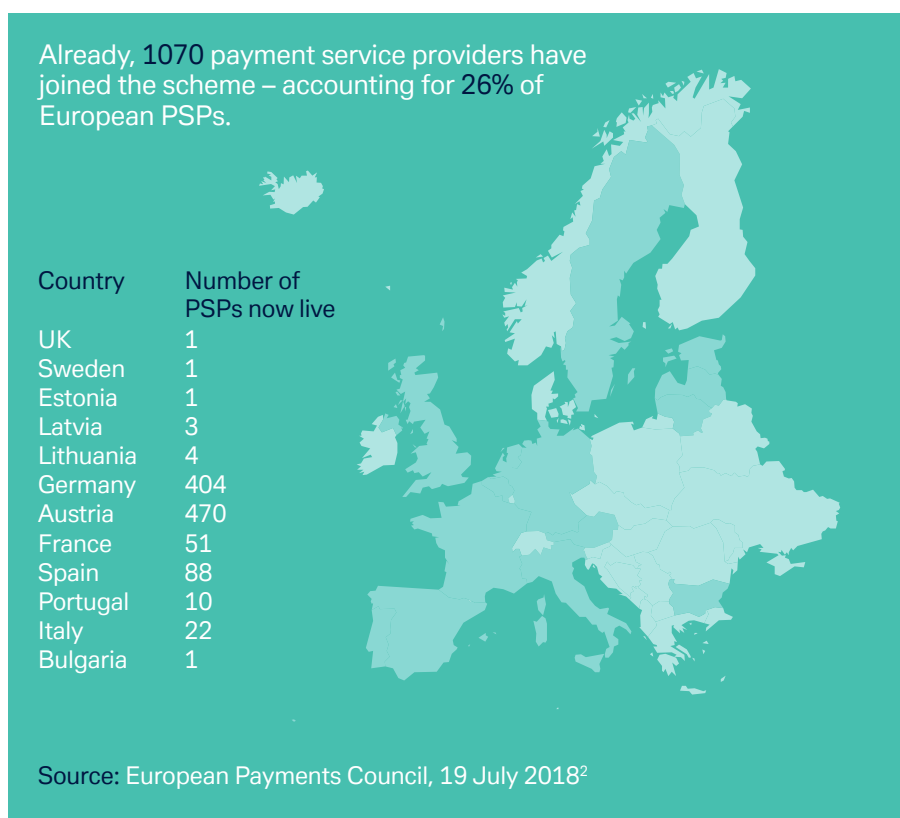 Already, 1070 payment service providers have
joined the scheme – accounting for 26% of
European PSPs.
Country Number of
PSPs now live
UK 1
Sweden 1
Estonia 1
Latvia 3
Lithuania 4
Germany 404
Austria 470
France 51
Spain 88
Portugal 10
Italy 22
Bulgaria 1
Source: European Payments Council, 19 July 2018²